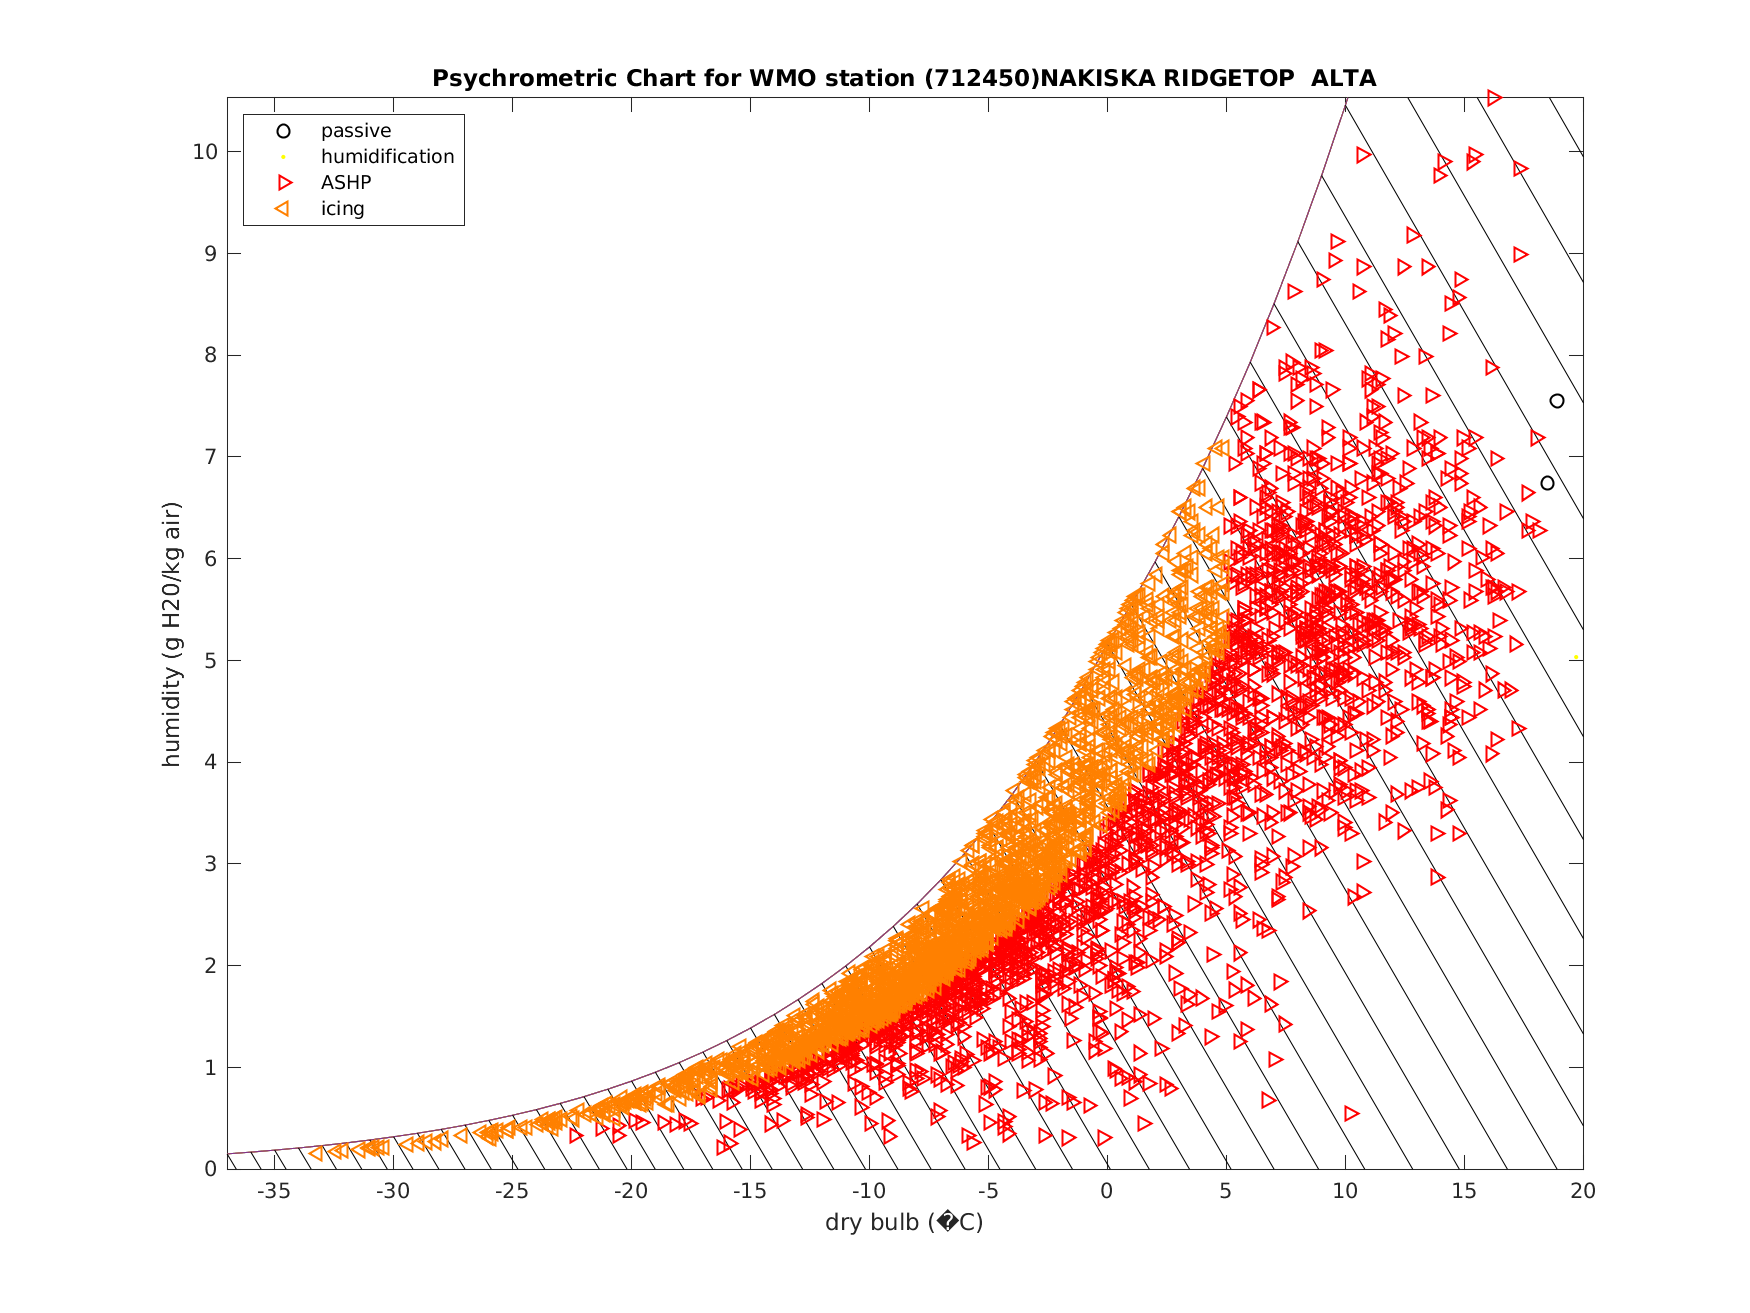 Psychrometric Chart for WMO station (712450)NAKISKA RIDGETOP  ALTA
passive
humidification
ASHP
icing
10
9
8
7
6
5
4
3
2
1
0
humidity (g H20/kg air)
-35 -30 -25 -20 -15 -10 -5 0 5 10 15 20
dry bulb (�C)